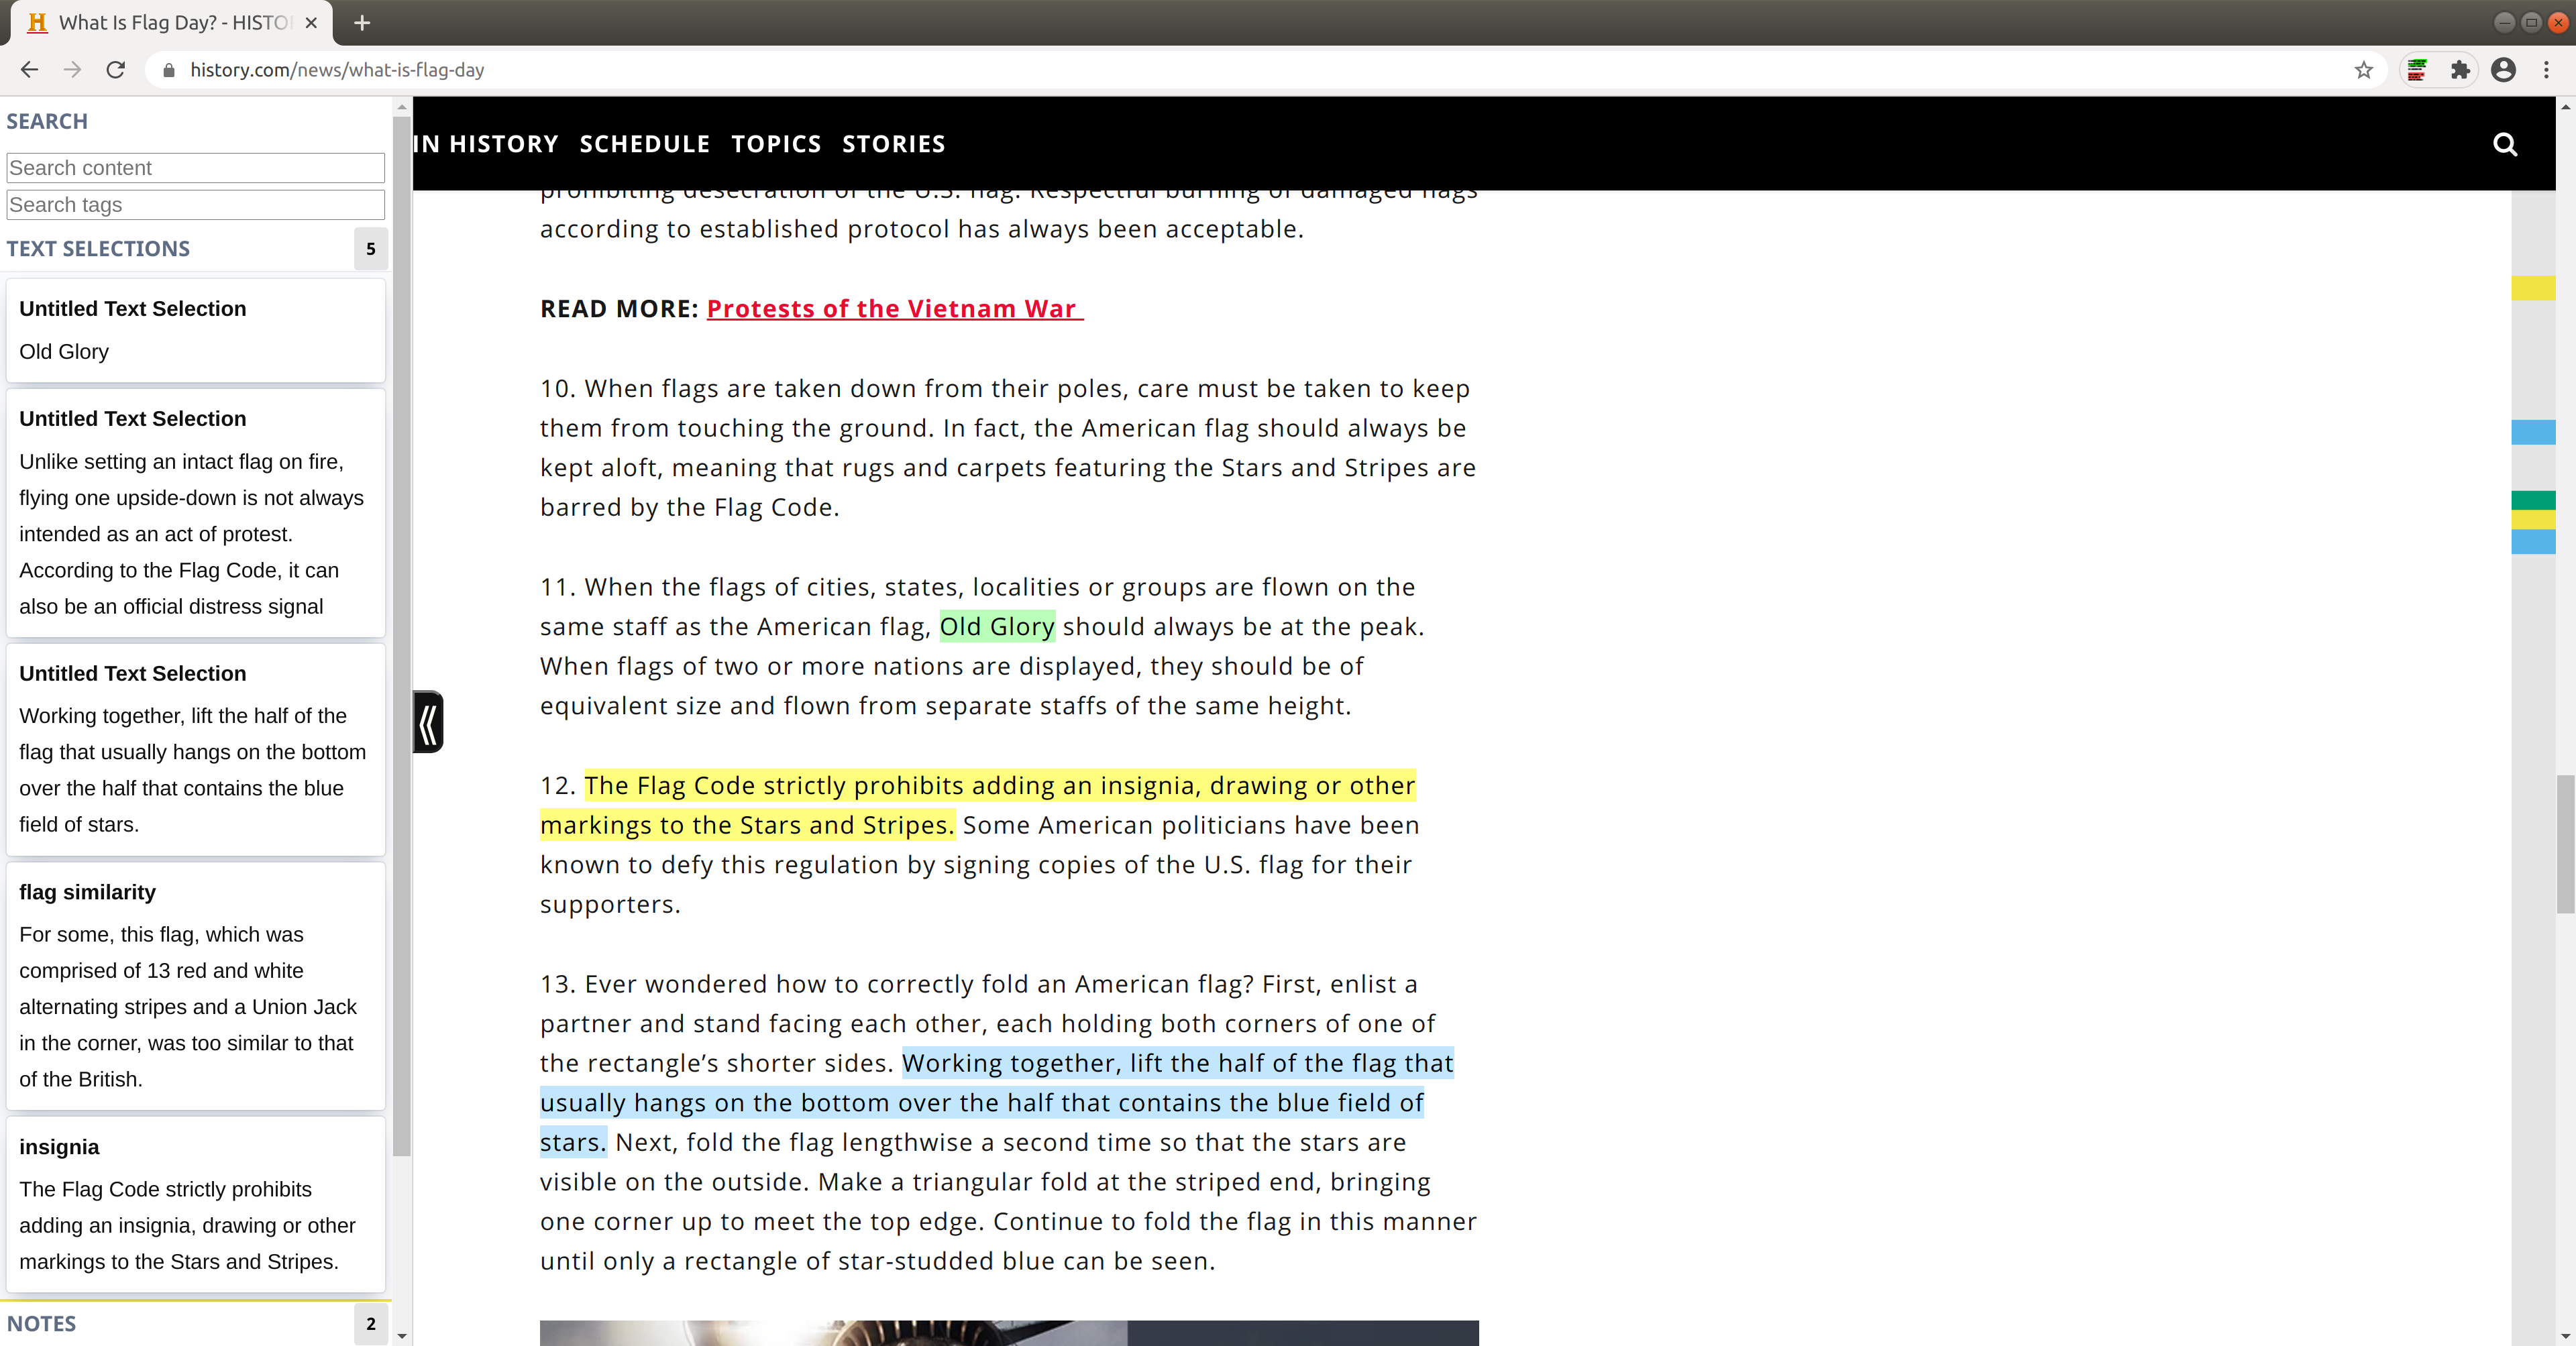 What Is Flag Day? - HISTO
history.com/news/what-is-flag-day
SEARCH
Search content
Search tags
TEXT SELECTIONS 5
Untitled Text Selection
Old Glory
Untitled Text Selection
Unlike setting an intact flag on fire,
flying one upside-down is not always
intended as an act of protest.
According to the Flag Code, it can
also be an official distress signal
Untitled Text Selection
Working together, lift the half of the
flag that usually hangs on the bottom
over the half that contains the blue
field of stars.
flag similarity
For some, this flag, which was
comprised of 13 red and white
alternating stripes and a Union Jack
in the corner, was too similar to that
of the British.
insignia
The Flag Code strictly prohibits
adding an insignia, drawing or other
markings to the Stars and Stripes.
NOTES 2
IN HISTORY SCHEDULE TOPICS STORIES
prohibiting desecration of the U.S. flag. Respectful burning of damaged flags
according to established protocol has always been acceptable.
READ MORE: Protests of the Vietnam War
10. When flags are taken down from their poles, care must be taken to keep
them from touching the ground. In fact, the American flag should always be
kept aloft, meaning that rugs and carpets featuring the Stars and Stripes are
barred by the Flag Code.
11. When the flags of cities, states, localities or groups are flown on the
same staff as the American flag, Old Glory should always be at the peak.
When flags of two or more nations are displayed, they should be of
equivalent size and flown from separate staffs of the same height.
12. The Flag Code strictly prohibits adding an insignia, drawing or other
markings to the Stars and Stripes. Some American politicians have been
known to defy this regulation by signing copies of the U.S. flag for their
supporters.
13. Ever wondered how to correctly fold an American flag? First, enlist a
partner and stand facing each other, each holding both corners of one of
the rectangle’s shorter sides. Working together, lift the half of the flag that
usually hangs on the bottom over the half that contains the blue field of
stars. Next, fold the flag lengthwise a second time so that the stars are
visible on the outside. Make a triangular fold at the striped end, bringing
one corner up to meet the top edge. Continue to fold the flag in this manner
until only a rectangle of star-studded blue can be seen.